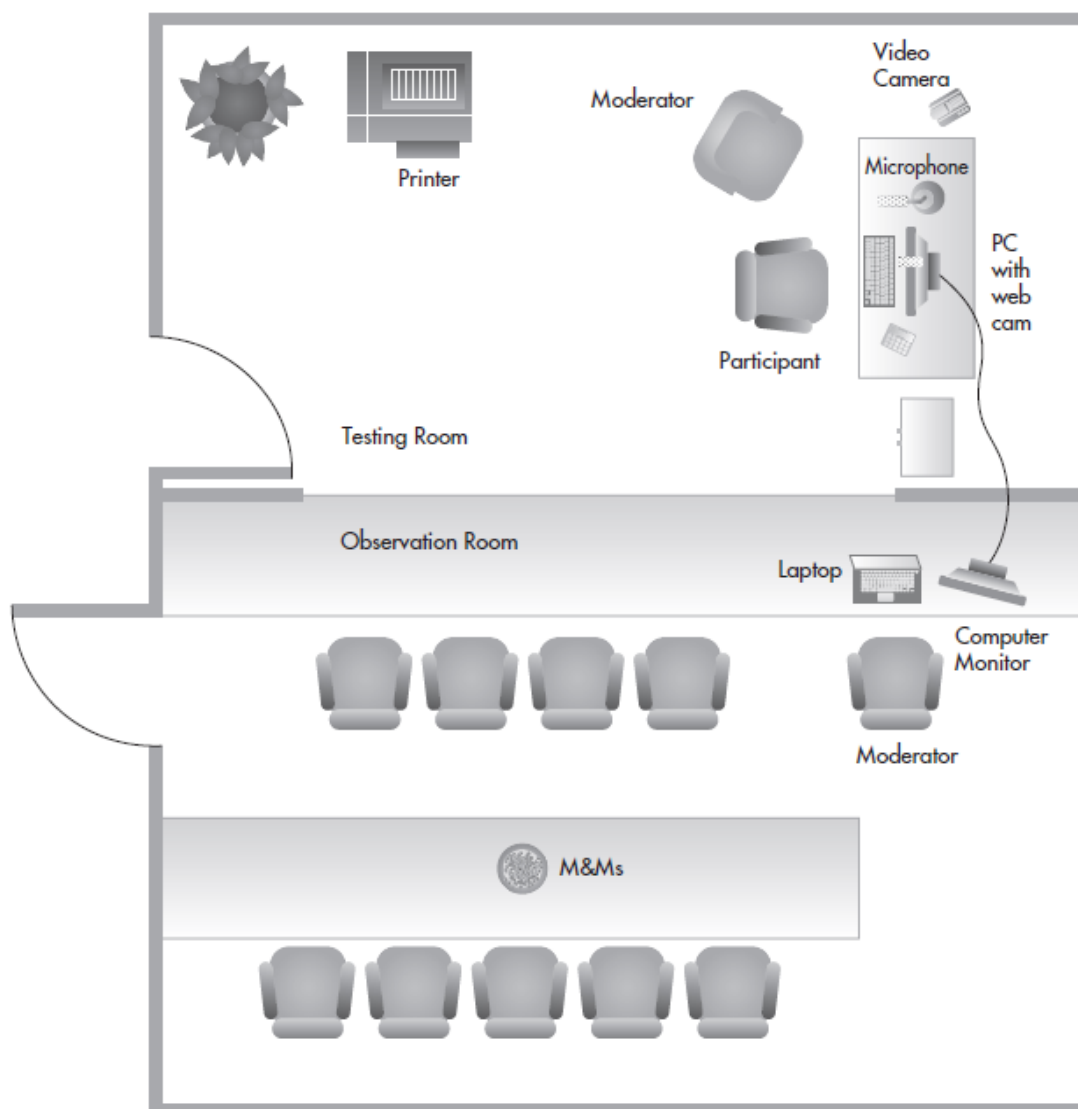 Video
Camera
Moderator
Microphone
Printer
PC
with
web
cam
Participant
Testing Room
Observation Room
Laptop
Computer
Monitor
Moderator
M&Ms